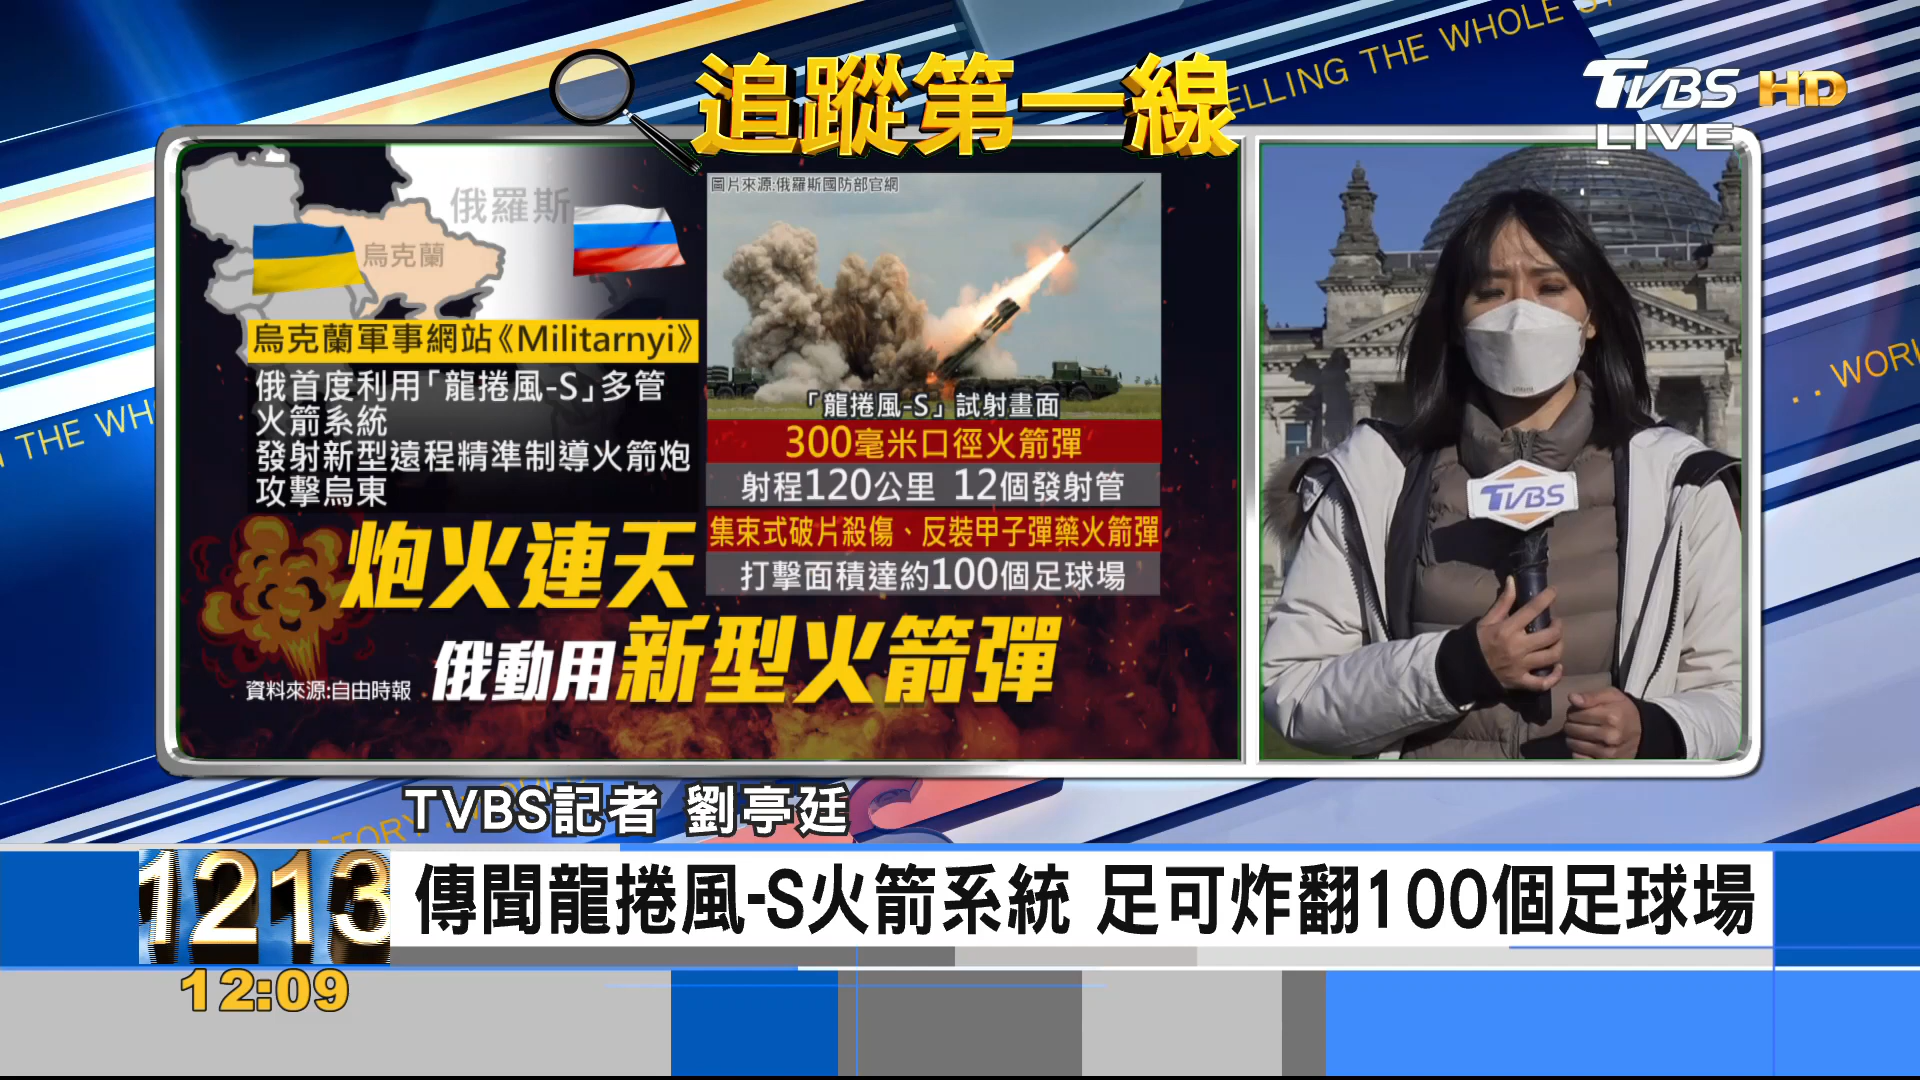 追蹤第一線
ELLING THE WHOLE S
TVBS HD
LIVE
圖片來源:俄羅斯國防部官網
俄羅斯
烏克蘭
烏克蘭軍事網站《Militarnyi》
俄首度利用「龍捲風-S」多管
火箭系統
發射新型遠程精準制導火箭炮
攻擊烏東
「龍捲風-S」試射畫面
300毫米口徑火箭彈
射程120公里 12個發射管
集束式破片殺傷、反裝甲子彈藥火箭彈
打擊面積達約100個足球場
炮火連天
俄動用新型火箭彈
資料來源:自由時報
TVBS
THE WH
..WORL
TORY
TVBS記者 劉亭廷
1213
傳聞龍捲風-S火箭系統 足可炸翻100個足球場
12:09